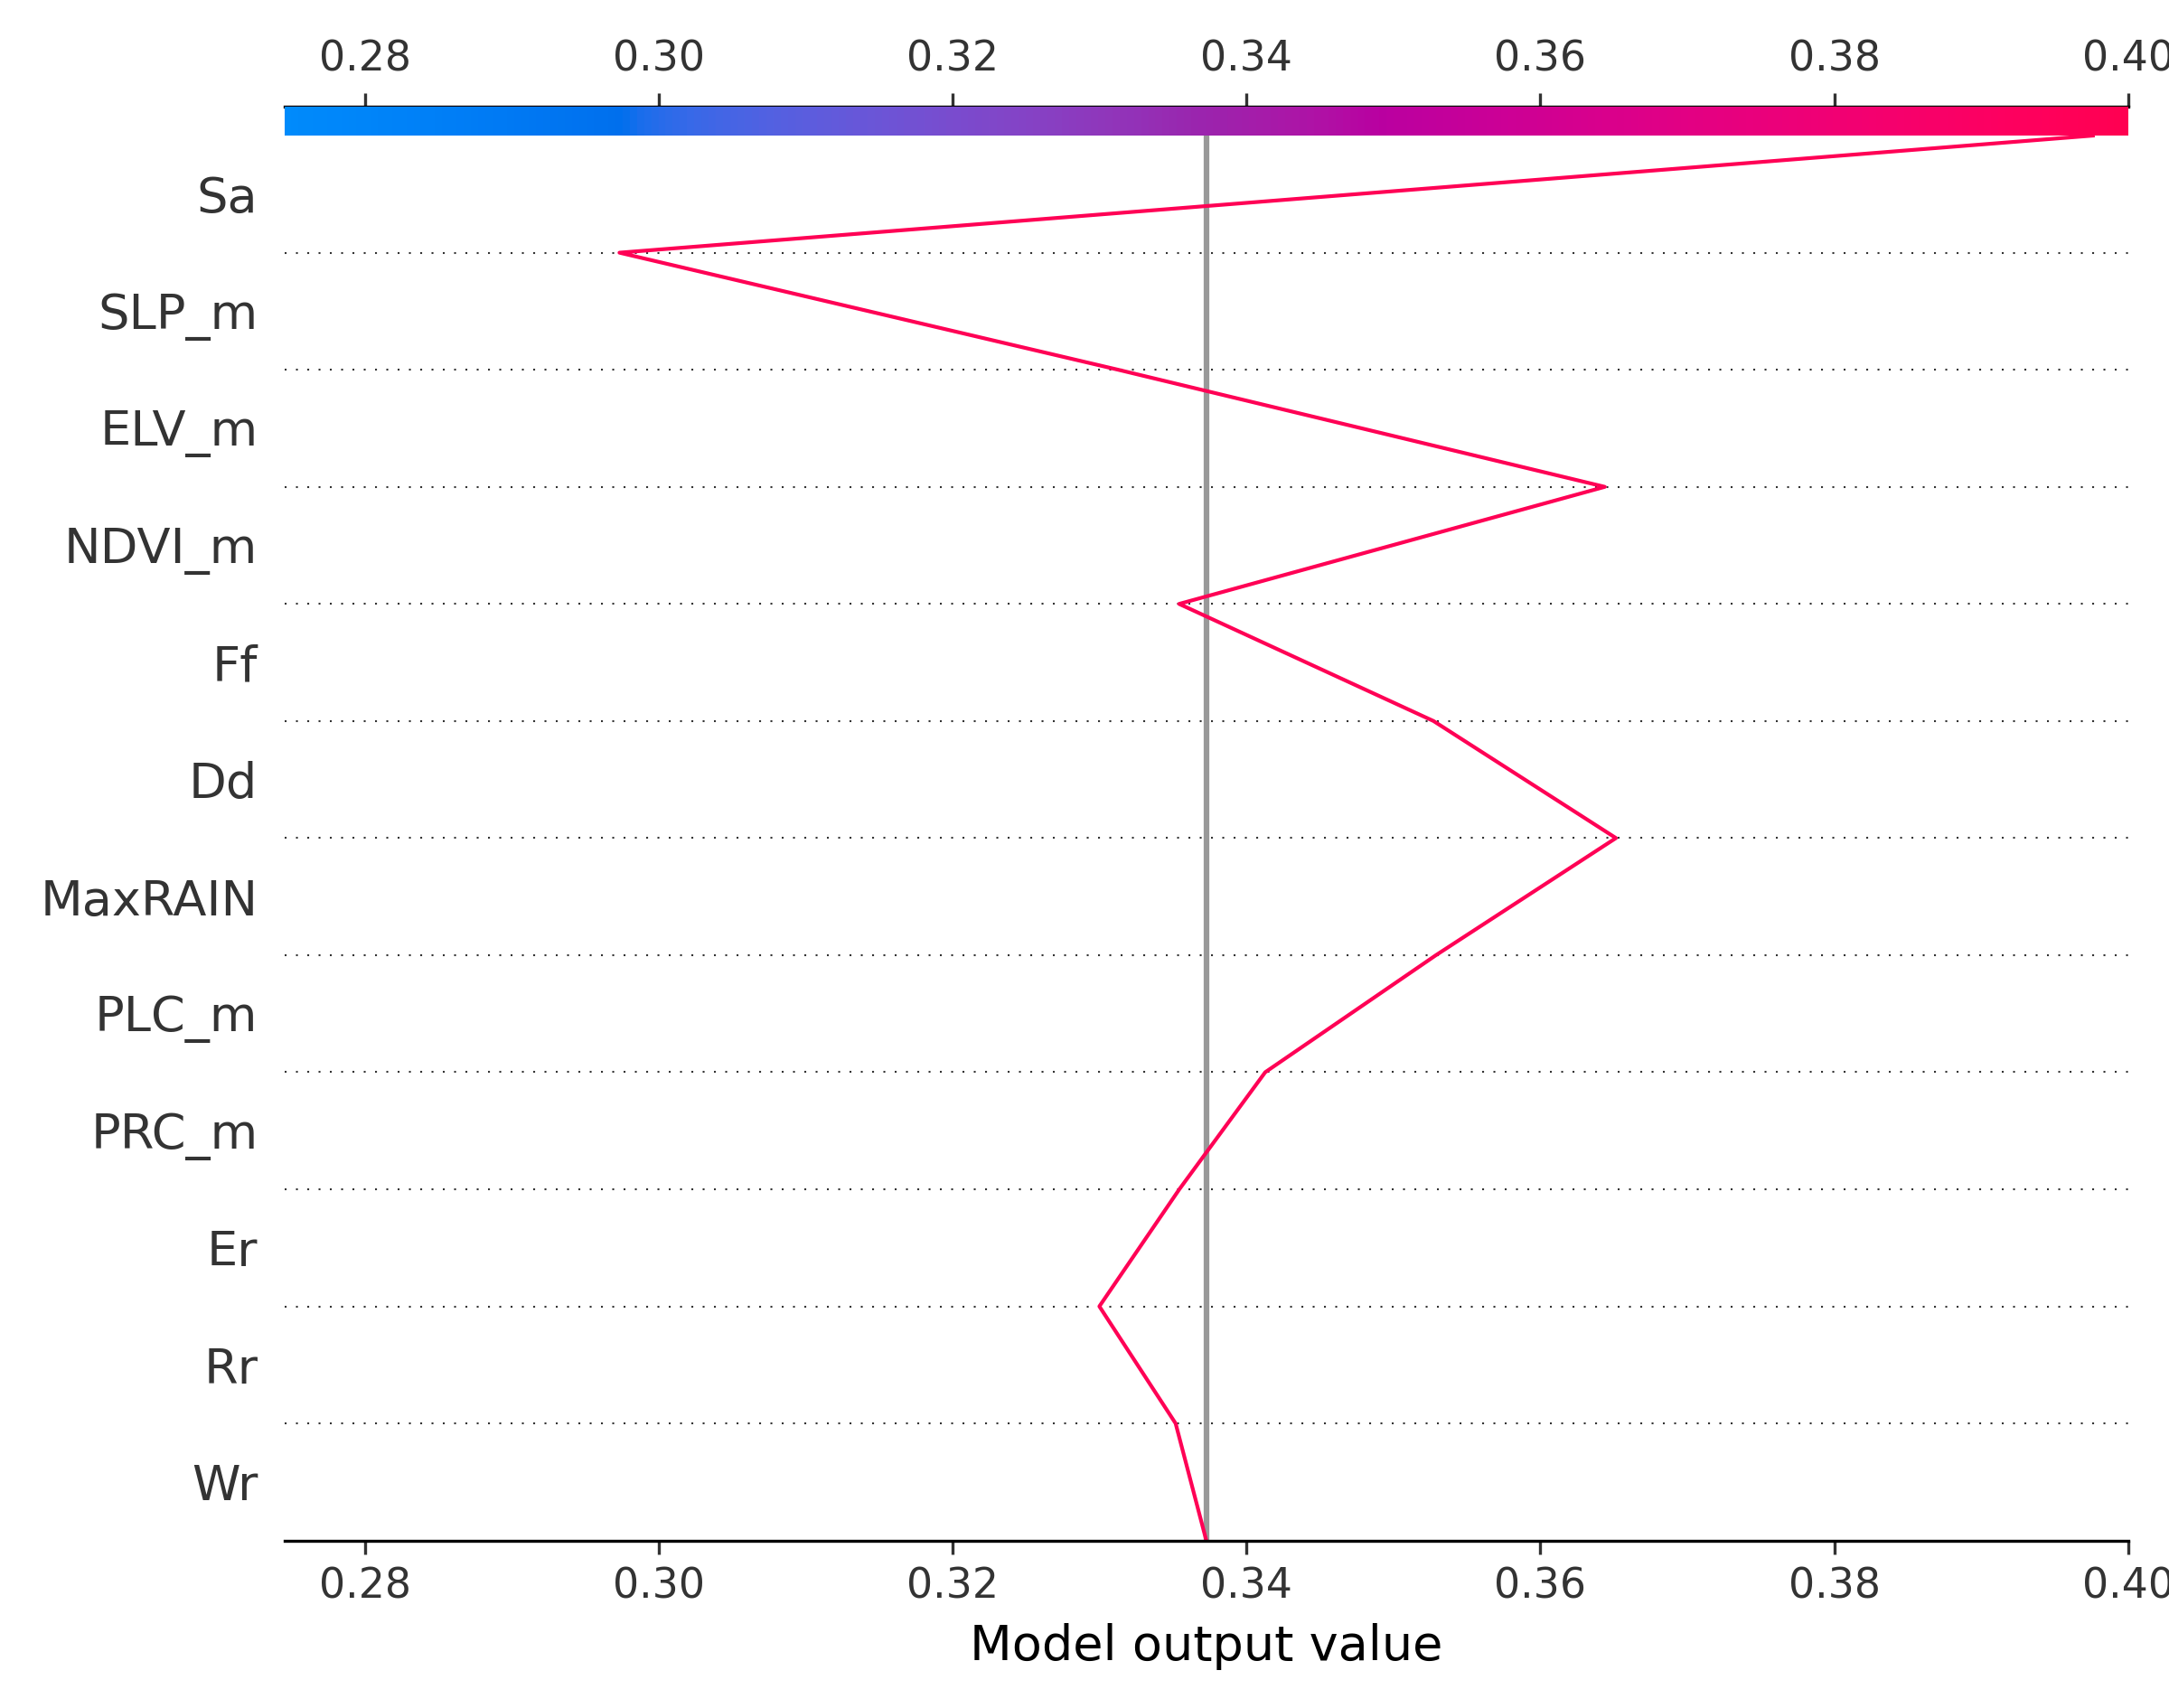 0.28 0.30 0.32 0.34 0.36 0.38 0.40
Sa
SLP_m
ELV_m
NDVI_m
Ff
Dd
MaxRAIN
PLC_m
PRC_m
Er
Rr
Wr
0.28 0.30 0.32 0.34 0.36 0.38 0.40
Model output value